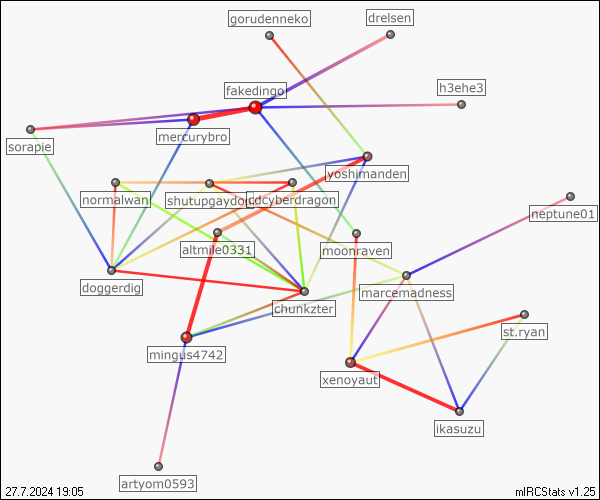 gorudenneko
drelsen
fakedingo
h3ehe3
mercurybro
sorapie
yoshimanden
normalwan
shutupgaydon
cdcyberdragon
neptune01
altmile0331
moonraven
doggerdig
marcemadness
chunkzter
st.ryan
mingus4742
xenoyaut
ikasuzu
artyom0593
27.7.2024 19:05
mIRCStats v1.25